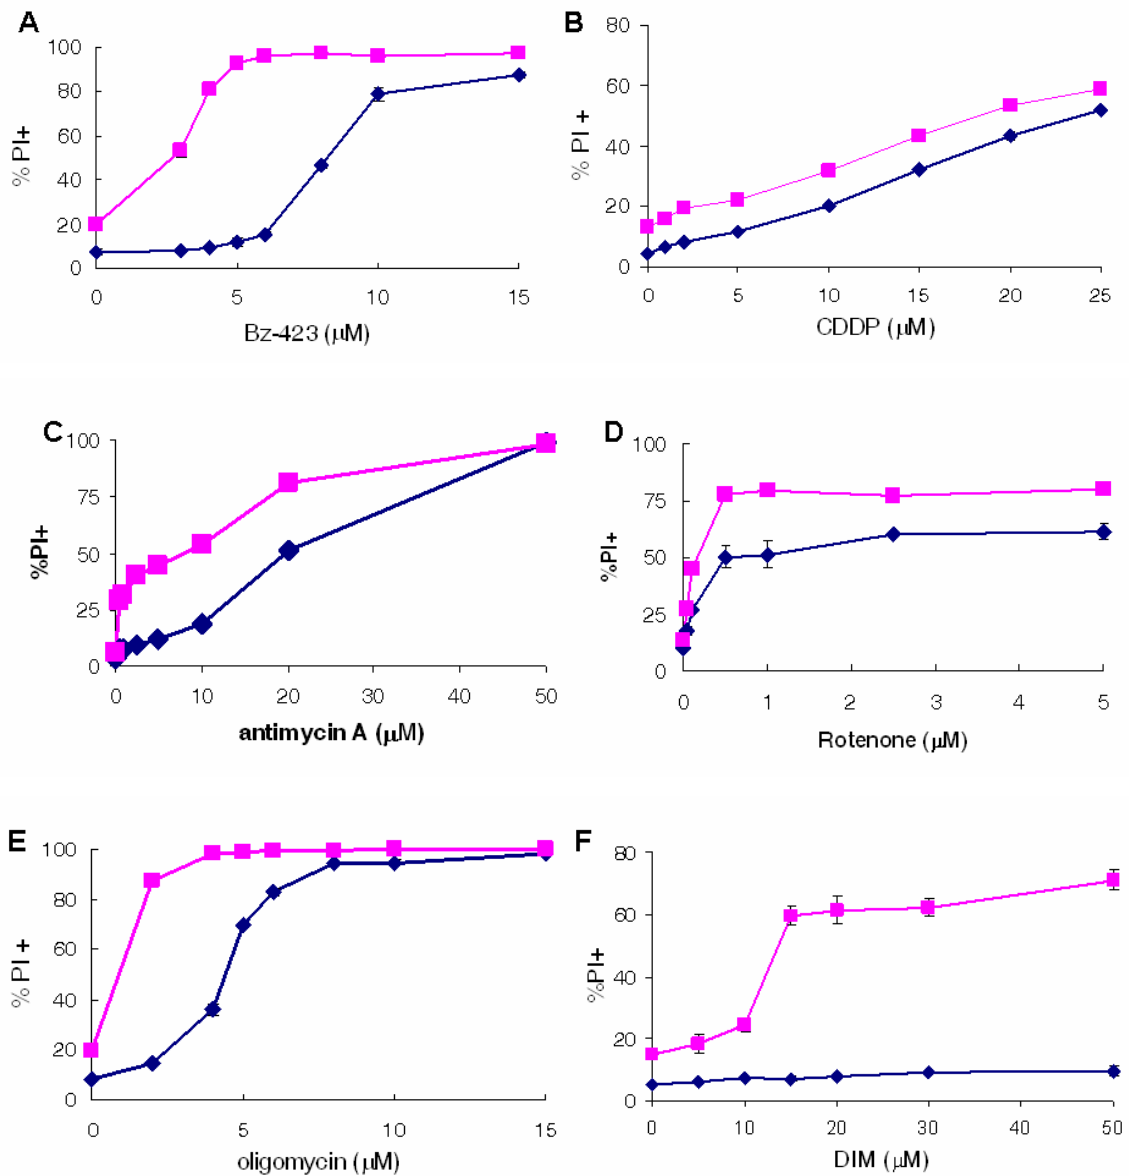 A
% PI+
100
80
60
40
20
0
0 5 10 15
Bz-423 (μM)
B
% PI +
80
60
40
20
0
0 5 10 15 20 25
CDDP (μM)
C
%PI+
100
75
50
25
0
0 10 20 30 40 50
antimycin A (μM)
D
%PI+
100
75
50
25
0
0 1 2 3 4 5
Rotenone (μM)
E
% PI +
100
80
60
40
20
0
0 5 10 15
oligomycin (μM)
F
%PI+
80
60
40
20
0
0 10 20 30 40 50
DIM (μM)